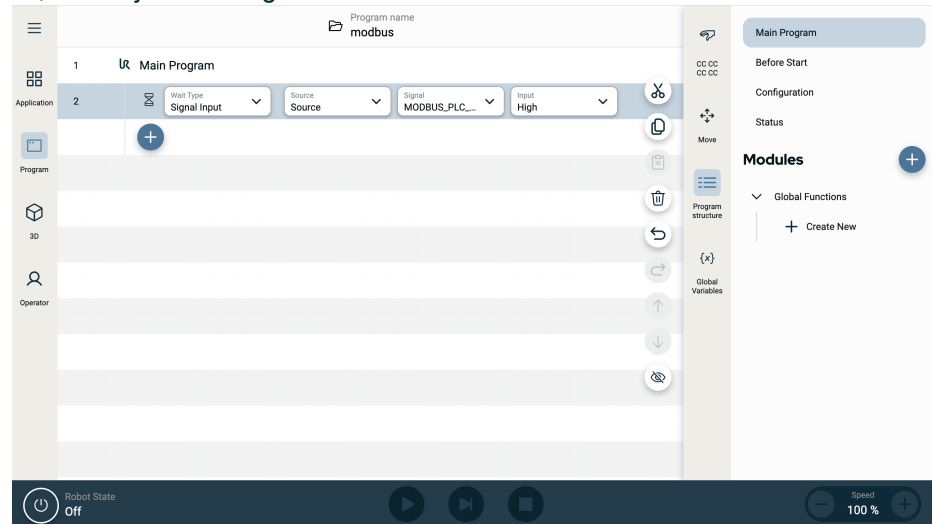 Program name
modbus
Application
Program
3D
Operator
1 Main Program
2 Wait Type
Signal Input
Source
Source
Signal
MODBUS_PLC_...
Input
High
CC CC
CC CC
Move
Program
structure
{x}
Global
Variables
Main Program
Before Start
Configuration
Status
Modules
Global Functions
Create New
Robot State
Off
Speed
100 %